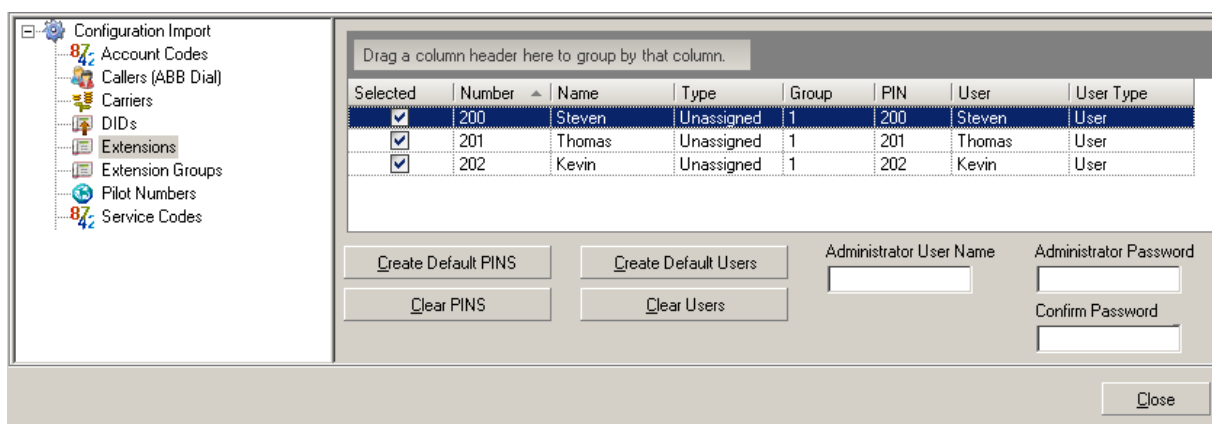 Configuration Import
Account Codes
Callers (ABB Dial)
Carriers
DIDs
Extensions
Extension Groups
Pilot Numbers
Service Codes
Drag a column header here to group by that column.
Selected Number Name Type Group PIN User User Type
200 Steven Unassigned 1 200 Steven User
201 Thomas Unassigned 1 201 Thomas User
202 Kevin Unassigned 1 202 Kevin User
Create Default PINS Create Default Users Administrator User Name Administrator Password
Clear PINS Clear Users Confirm Password
Close